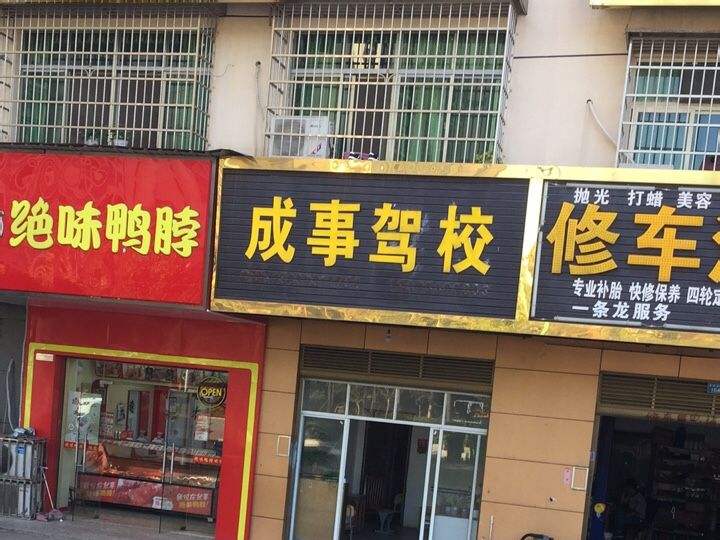 绝味鸭脖
成事驾校
抛光 打蜡 美容
修车
专业补胎 快修保养 四轮定
一条龙服务
OPEN